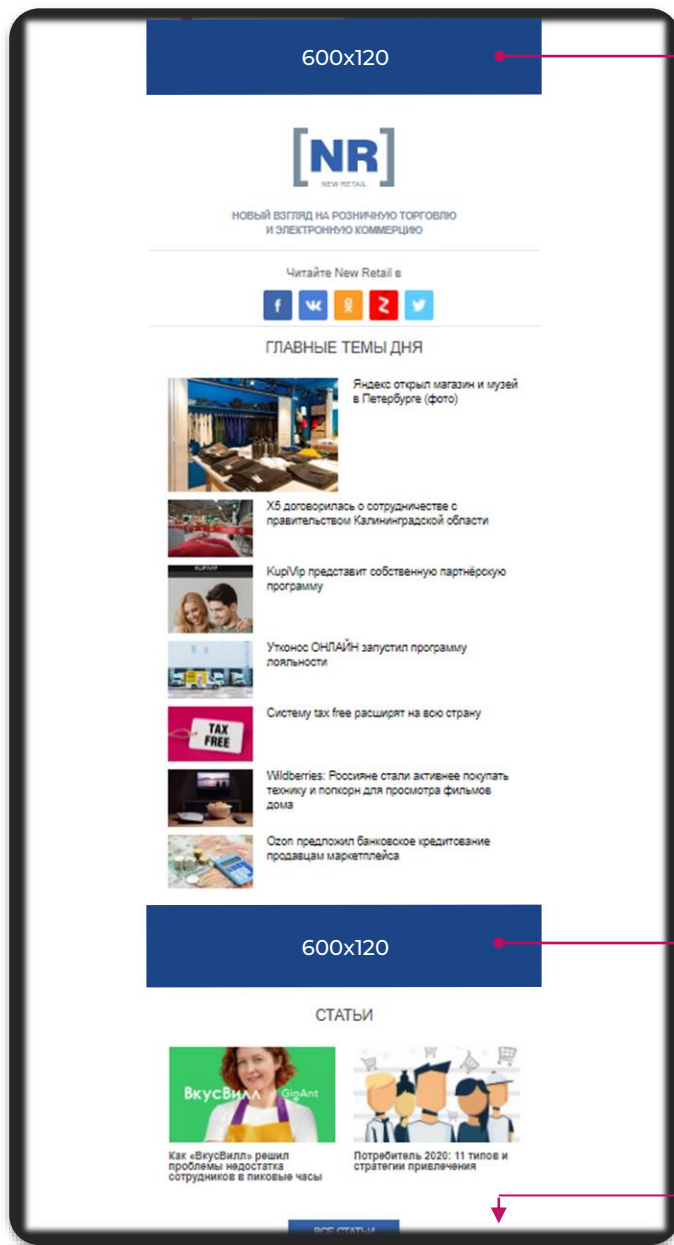 600x120
[NR]
NEW RETAIL
НОВЫЙ ВЗГЛЯД НА РОЗНИЧНУЮ ТОРГОВЛЮ
И ЭЛЕКТРОННУЮ КОММЕРЦИЮ
Читайте New Retail в
ГЛАВНЫЕ ТЕМЫ ДНЯ
Яндекс открыл магазин и музей
в Петербурге (фото)
X5 договорилась о сотрудничестве с
правительством Калининградской области
KUPIVIP
KupiVip представит собственную партнёрскую
программу
Утконос ОНЛАЙН запустил программу
лояльности
TAX
FREE
Систему tax free расширят на всю страну
Wildberries: Россияне стали активнее покупать
технику и попкорн для просмотра фильмов
дома
Ozon предложил банковское кредитование
продавцам маркетплейса
600x120
СТАТЬИ
ВкусВилл GigAnt
Как «ВкусВилл» решил
проблемы недостатка
сотрудников в пиковые часы
Потребитель 2020: 11 типов и
стратегии привлечения
ВСЕ СТАТЬИ